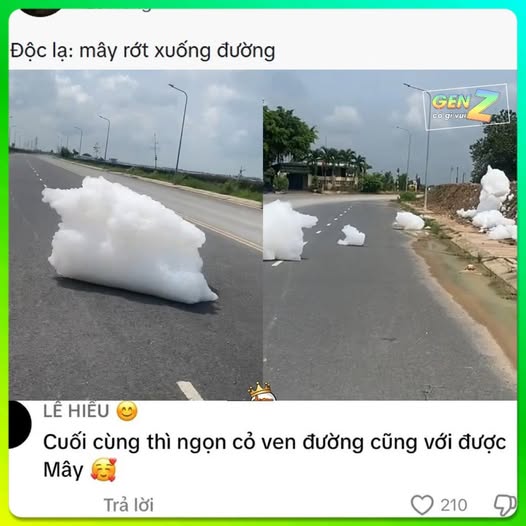 Độc lạ: mây rớt xuống đường
GEN Z
có gì vui
LÊ HIẾU 😊
Cuối cùng thì ngọn cỏ ven đường cũng với được
Mây 🥰
Trả lời
210